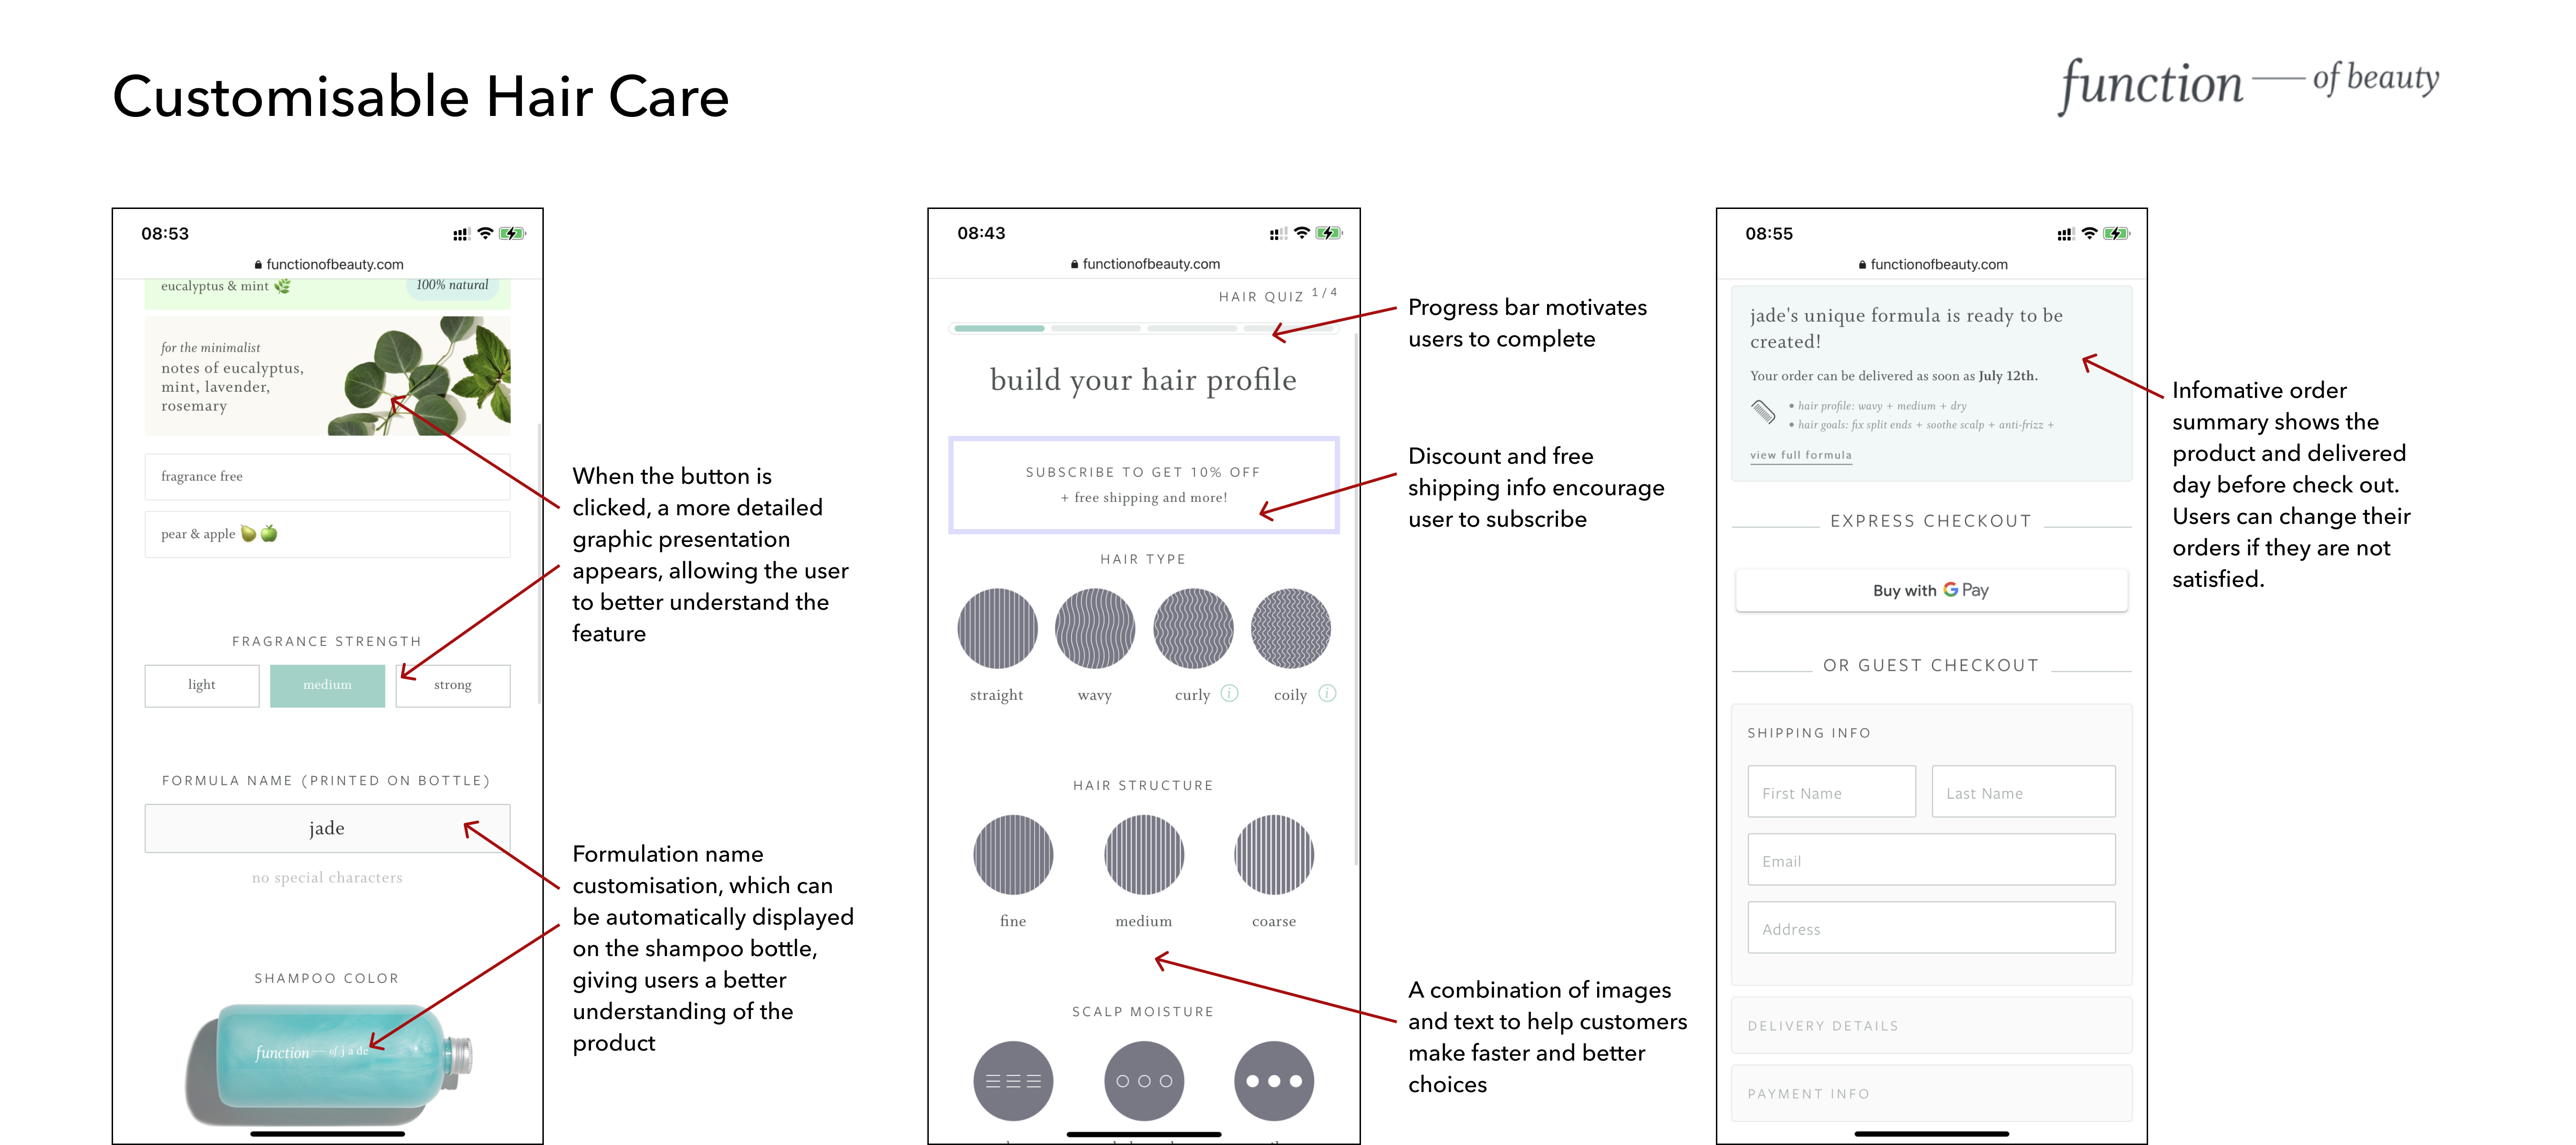 Customisable Hair Care
function — of beauty
08:53
functionofbeauty.com
eucalyptus & mint 🌿
100% natural
for the minimalist
notes of eucalyptus,
mint, lavender,
rosemary
fragrance free
pear & apple 🍐🍏
FRAGRANCE STRENGTH
light
medium
strong
FORMULA NAME (PRINTED ON BOTTLE)
jade
no special characters
SHAMPOO COLOR
function — of jade
When the button is
clicked, a more detailed
graphic presentation
appears, allowing the user
to better understand the
feature
Formulation name
customisation, which can
be automatically displayed
on the shampoo bottle,
giving users a better
understanding of the
product
08:43
functionofbeauty.com
HAIR QUIZ 1/4
build your hair profile
SUBSCRIBE TO GET 10% OFF
+ free shipping and more!
HAIR TYPE
straight
wavy
curly i
coily i
HAIR STRUCTURE
fine
medium
coarse
SCALP MOISTURE
Progress bar motivates
users to complete
Discount and free
shipping info encourage
user to subscribe
A combination of images
and text to help customers
make faster and better
choices
08:55
functionofbeauty.com
jade's unique formula is ready to be
created!
Your order can be delivered as soon as July 12th.
• hair profile: wavy + medium + dry
• hair goals: fix split ends + soothe scalp + anti-frizz +
view full formula
EXPRESS CHECKOUT
Buy with G Pay
OR GUEST CHECKOUT
SHIPPING INFO
First Name
Last Name
Email
Address
DELIVERY DETAILS
PAYMENT INFO
Infomative order
summary shows the
product and delivered
day before check out.
Users can change their
orders if they are not
satisfied.